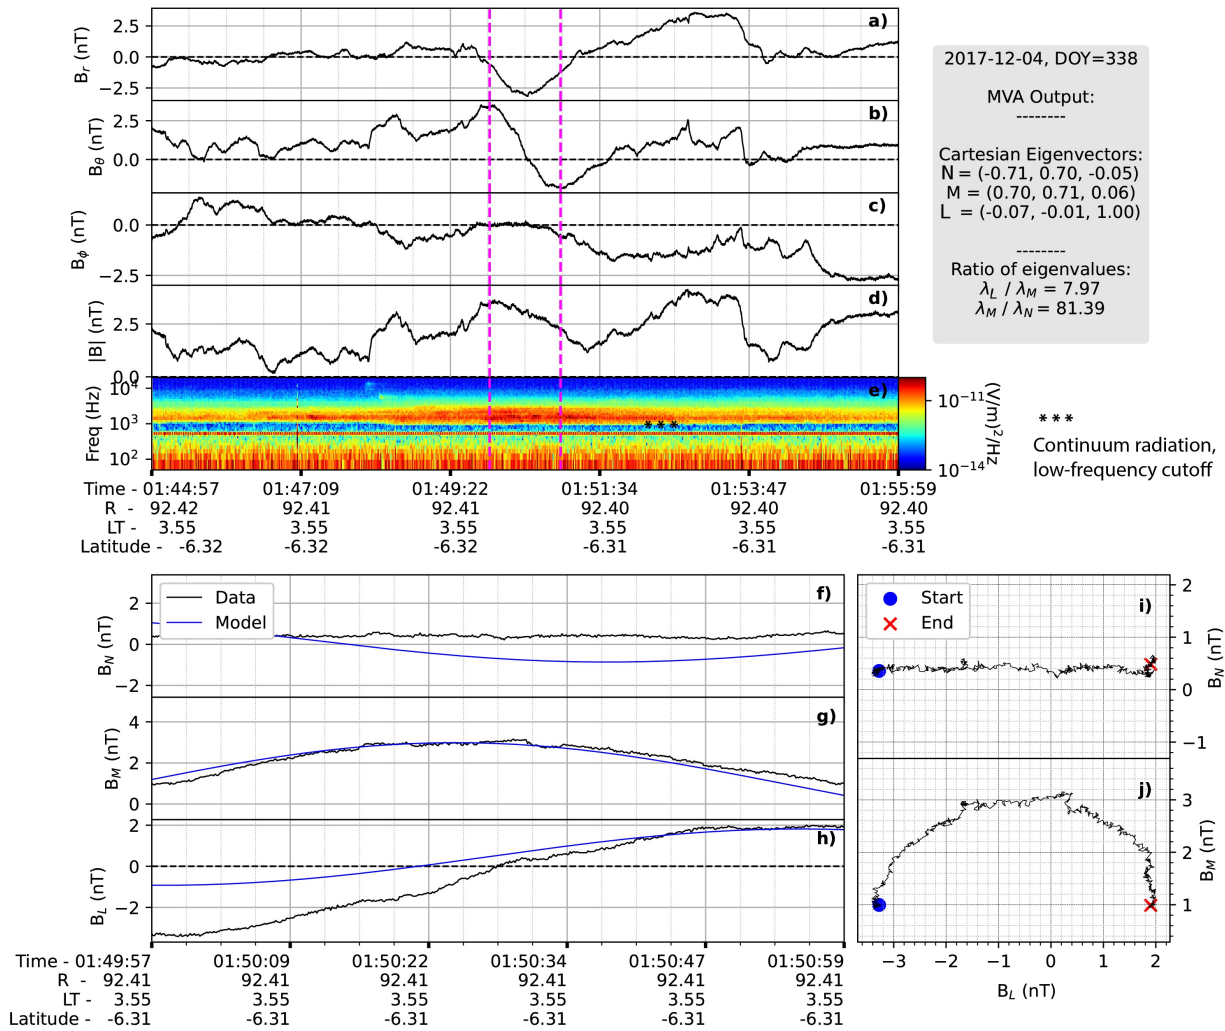 a)
2.5
0.0
−2.5
B_r (nT)
b)
2.5
0.0
B_θ (nT)
c)
0.0
−2.5
B_ϕ (nT)
d)
2.5
0.0
|B| (nT)
e)
10⁴
10³
10²
Freq (Hz)
***
10⁻¹¹
10⁻¹⁴
(V/m)²/Hz
Time - 01:44:57 01:47:09 01:49:22 01:51:34 01:53:47 01:55:59
R - 92.42 92.41 92.41 92.40 92.40 92.40
LT - 3.55 3.55 3.55 3.55 3.55 3.55
Latitude - -6.32 -6.32 -6.32 -6.31 -6.31 -6.31
2017-12-04, DOY=338
MVA Output:
--------
Cartesian Eigenvectors:
N = (-0.71, 0.70, -0.05)
M = (0.70, 0.71, 0.06)
L = (-0.07, -0.01, 1.00)
--------
Ratio of eigenvalues:
λ_L / λ_M = 7.97
λ_M / λ_N = 81.39
***
Continuum radiation,
low-frequency cutoff
Data
Model
f)
2
0
−2
B_N (nT)
g)
4
2
0
B_M (nT)
h)
2
0
−2
B_L (nT)
Time - 01:49:57 01:50:09 01:50:22 01:50:34 01:50:47 01:50:59
R - 92.41 92.41 92.41 92.41 92.41 92.41
LT - 3.55 3.55 3.55 3.55 3.55 3.55
Latitude - -6.31 -6.31 -6.31 -6.31 -6.31 -6.31
Start
End
i)
2
1
0
−1
B_N (nT)
j)
3
2
1
B_M (nT)
−3 −2 −1 0 1 2
B_L (nT)